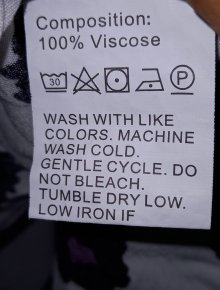 Composition:
100% Viscose
30 P
WASH WITH LIKE
COLORS. MACHINE
WASH COLD.
GENTLE CYCLE. DO
NOT BLEACH.
TUMBLE DRY LOW.
LOW IRON IF